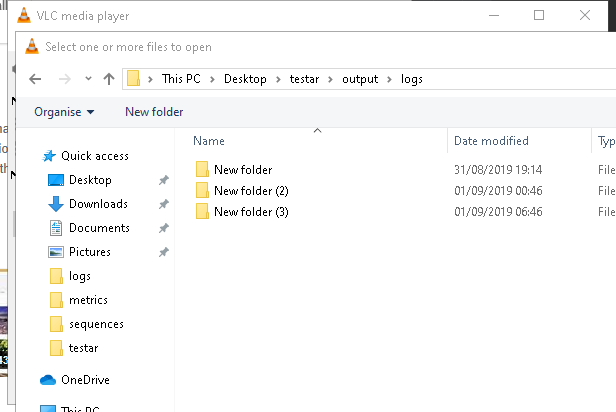 VLC media player
Select one or more files to open
This PC > Desktop > testar > output > logs
Organise New folder
Name Date modified Typ
Quick access
New folder 31/08/2019 19:14 File
Desktop
New folder (2) 01/09/2019 00:46 File
Downloads
New folder (3) 01/09/2019 06:46 File
Documents
Pictures
logs
metrics
sequences
testar
OneDrive
This PC